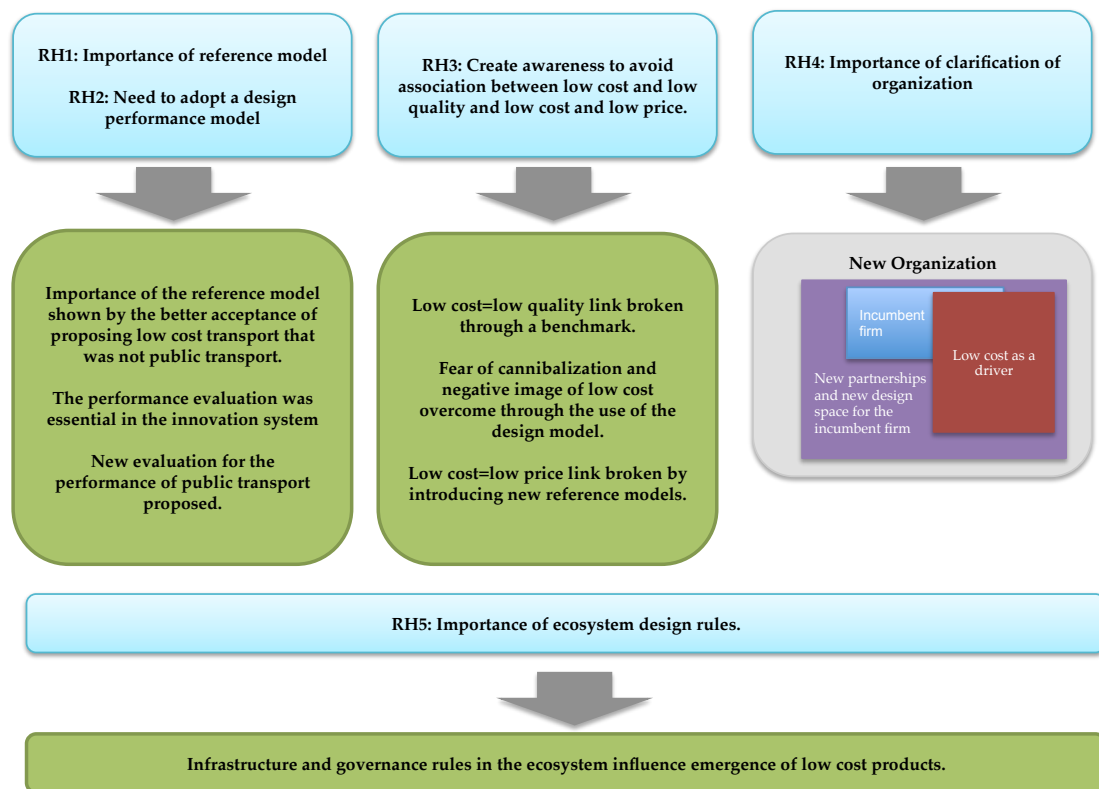 RH1: Importance of reference model
RH2: Need to adopt a design
performance model
RH3: Create awareness to avoid
association between low cost and low
quality and low cost and low price.
RH4: Importance of clarification of
organization
Importance of the reference model
shown by the better acceptance of
proposing low cost transport that
was not public transport.
The performance evaluation was
essential in the innovation system
New evaluation for the
performance of public transport
proposed.
Low cost=low quality link broken
through a benchmark.
Fear of cannibalization and
negative image of low cost
overcome through the use of the
design model.
Low cost=low price link broken by
introducing new reference models.
New Organization
Incumbent
firm
Low cost as a
driver
New partnerships
and new design
space for the
incumbent firm
RH5: Importance of ecosystem design rules.
Infrastructure and governance rules in the ecosystem influence emergence of low cost products.